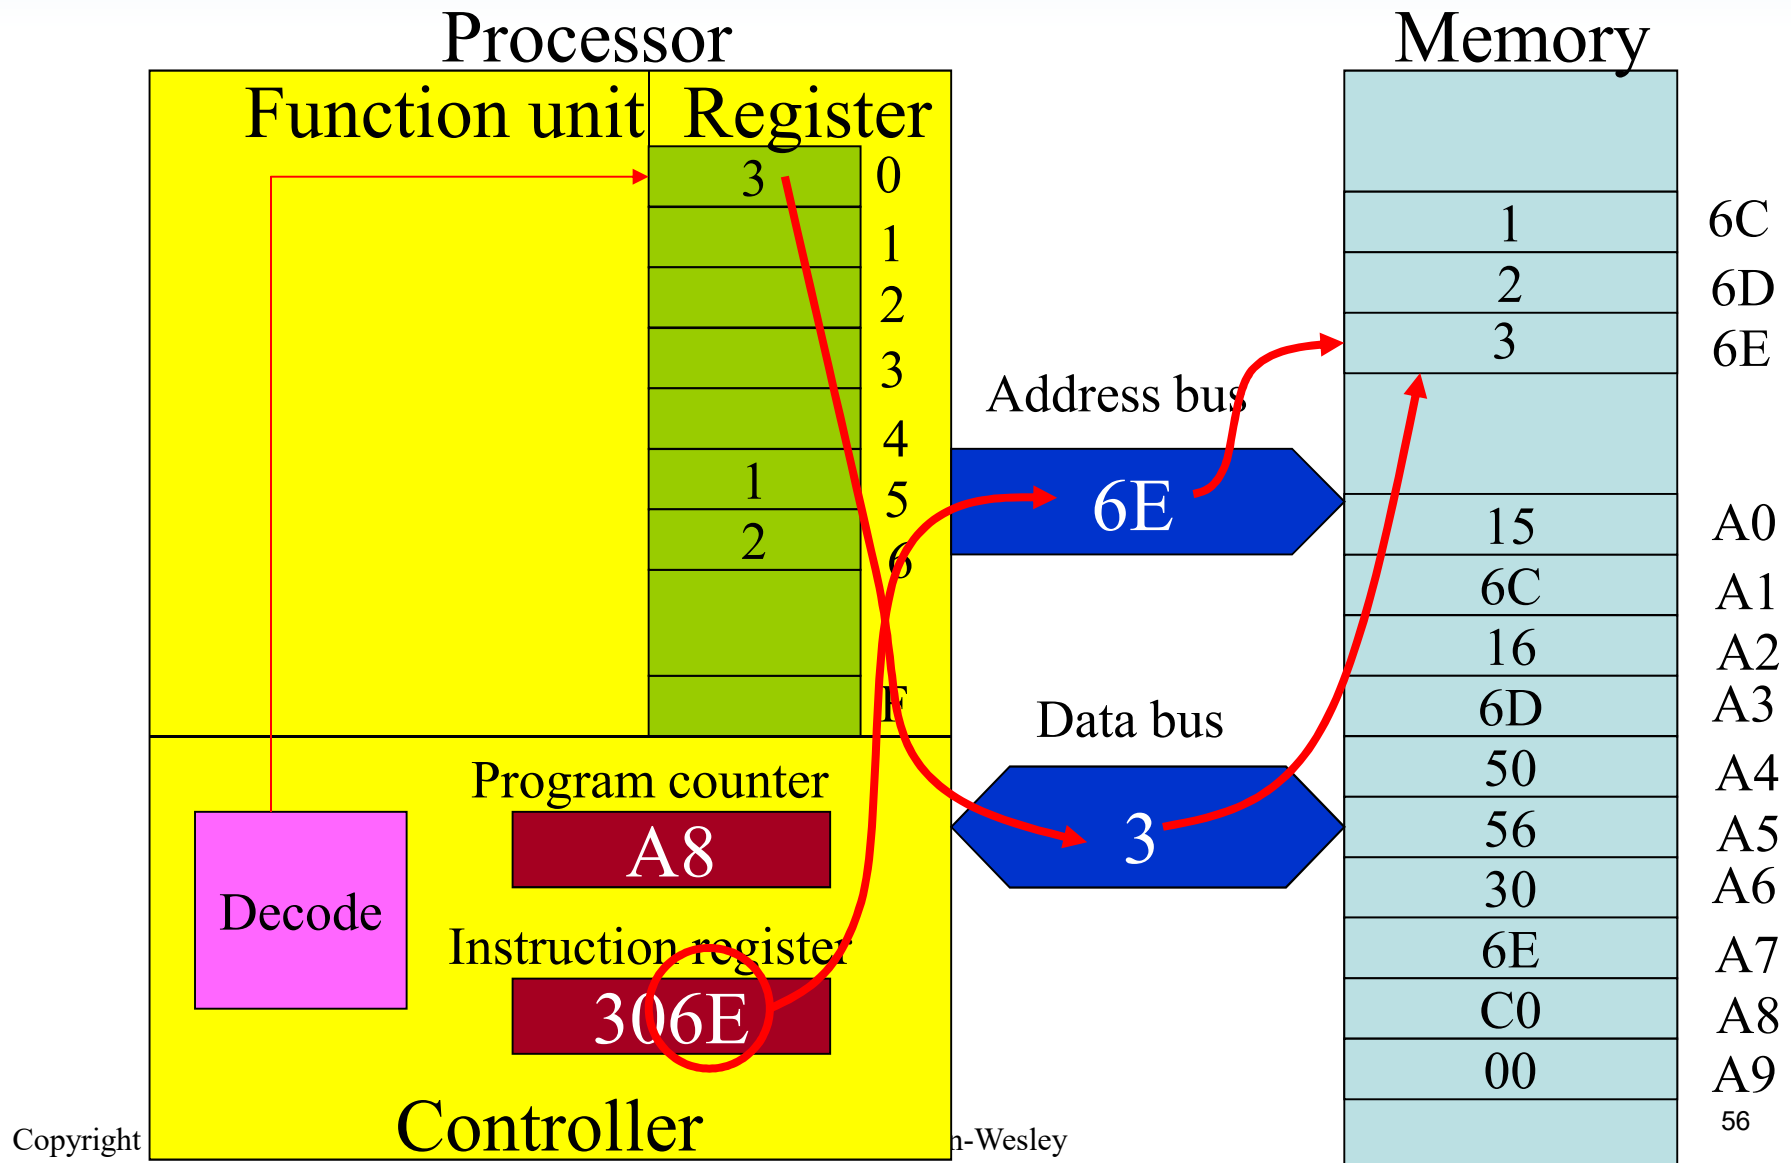 Processor
Memory
Function unit
Register
3
0
1
2
3
4
1
5
2
6
F
1
6C
2
6D
3
6E
Address bus
6E
15
A0
6C
A1
16
A2
6D
A3
50
A4
56
A5
30
A6
6E
A7
C0
A8
00
A9
Data bus
3
Program counter
A8
Decode
Instruction register
306E
Controller
Copyright
n-Wesley
56